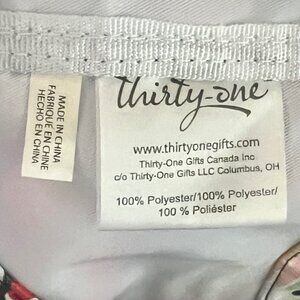 MADE IN CHINA
FABRIQUÉ EN CHINE
HECHO EN CHINA
thirty-one
www.thirtyonegifts.com
Thirty-One Gifts Canada Inc
c/o Thirty-One Gifts LLC Columbus, OH
100% Polyester/100% Polyester/
100 % Poliéster